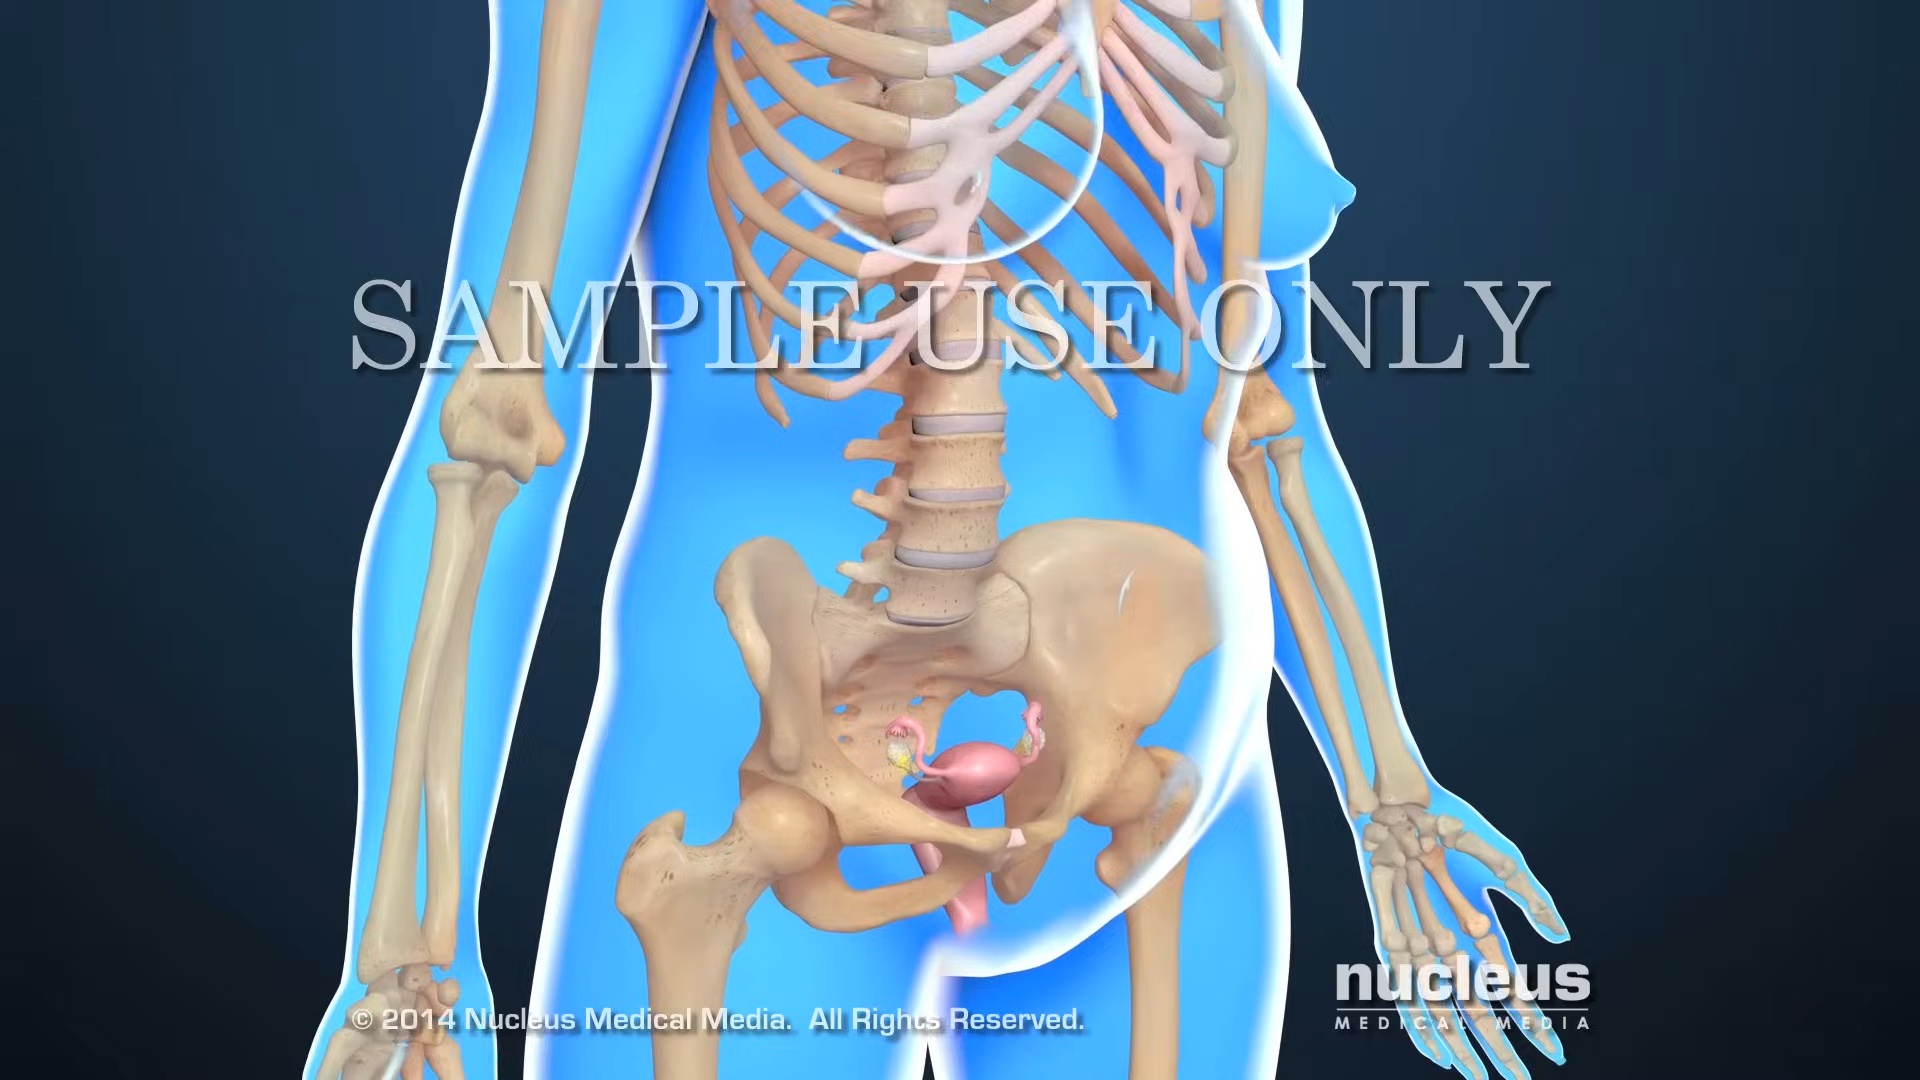 SAMPLE USE ONLY
nucleus
MEDICAL MEDIA
© 2014 Nucleus Medical Media.  All Rights Reserved.